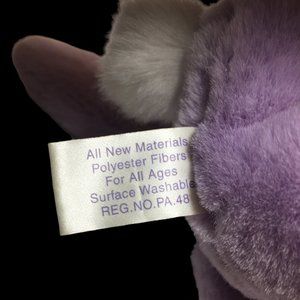 All New Materials
Polyester Fibers
For All Ages
Surface Washable
REG.NO.PA.48